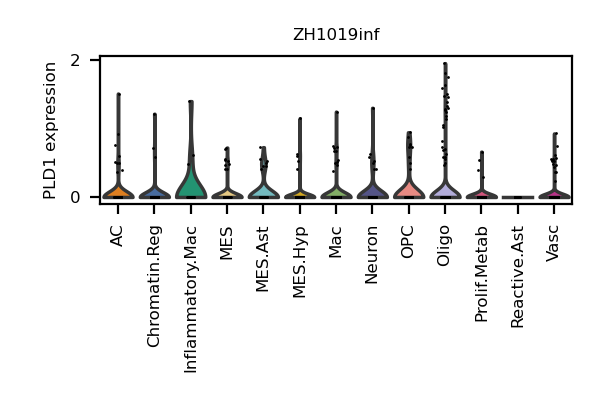 ZH1019inf
PLD1 expression
2
0
AC
Chromatin.Reg
Inflammatory.Mac
MES
MES.Ast
MES.Hyp
Mac
Neuron
OPC
Oligo
Prolif.Metab
Reactive.Ast
Vasc